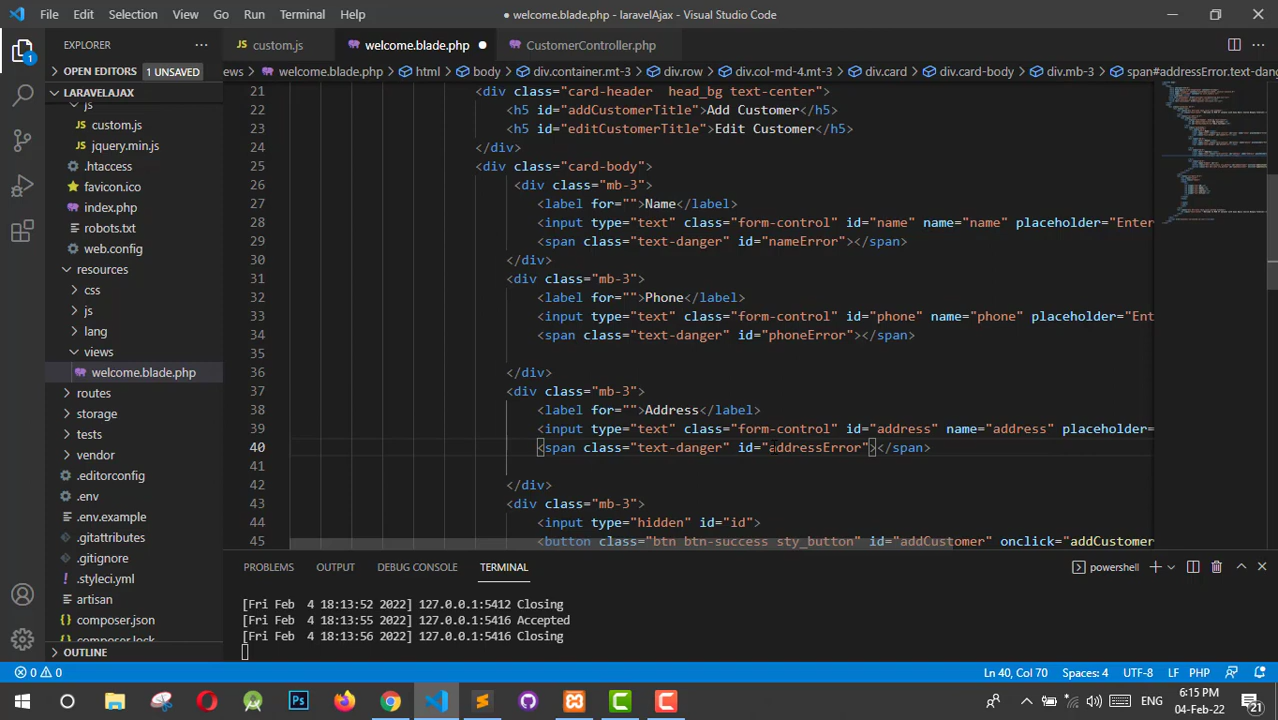 File Edit Selection View Go Run Terminal Help
● welcome.blade.php - laravelAjax - Visual Studio Code
EXPLORER
OPEN EDITORS 1 UNSAVED
LARAVELAJAX
js
custom.js
jquery.min.js
.htaccess
favicon.ico
index.php
robots.txt
web.config
resources
css
js
lang
views
welcome.blade.php
routes
storage
tests
vendor
.editorconfig
.env
.env.example
.gitattributes
.gitignore
.styleci.yml
artisan
composer.json
composer.lock
OUTLINE
custom.js welcome.blade.php CustomerController.php
ews welcome.blade.php html body div.container.mt-3 div.row div.col-md-4.mt-3 div.card div.card-body div.mb-3 span#addressError.text-dang
21 <div class="card-header  head_bg text-center">
22 <h5 id="addCustomerTitle">Add Customer</h5>
23 <h5 id="editCustomerTitle">Edit Customer</h5>
24 </div>
25 <div class="card-body">
26 <div class="mb-3">
27 <label for="">Name</label>
28 <input type="text" class="form-control" id="name" name="name" placeholder="Enter
29 <span class="text-danger" id="nameError"></span>
30 </div>
31 <div class="mb-3">
32 <label for="">Phone</label>
33 <input type="text" class="form-control" id="phone" name="phone" placeholder="Ent
34 <span class="text-danger" id="phoneError"></span>
35
36 </div>
37 <div class="mb-3">
38 <label for="">Address</label>
39 <input type="text" class="form-control" id="address" name="address" placeholder=
40 <span class="text-danger" id="addressError"></span>
41
42 </div>
43 <div class="mb-3">
44 <input type="hidden" id="id">
45 <button class="btn btn-success sty_button" id="addCustomer" onclick="addCustomer
PROBLEMS OUTPUT DEBUG CONSOLE TERMINAL powershell
[Fri Feb  4 18:13:52 2022] 127.0.0.1:5412 Closing
[Fri Feb  4 18:13:55 2022] 127.0.0.1:5416 Accepted
[Fri Feb  4 18:13:56 2022] 127.0.0.1:5416 Closing
0 0 Ln 40, Col 70 Spaces: 4 UTF-8 LF PHP
ENG 6:15 PM
04-Feb-22
21